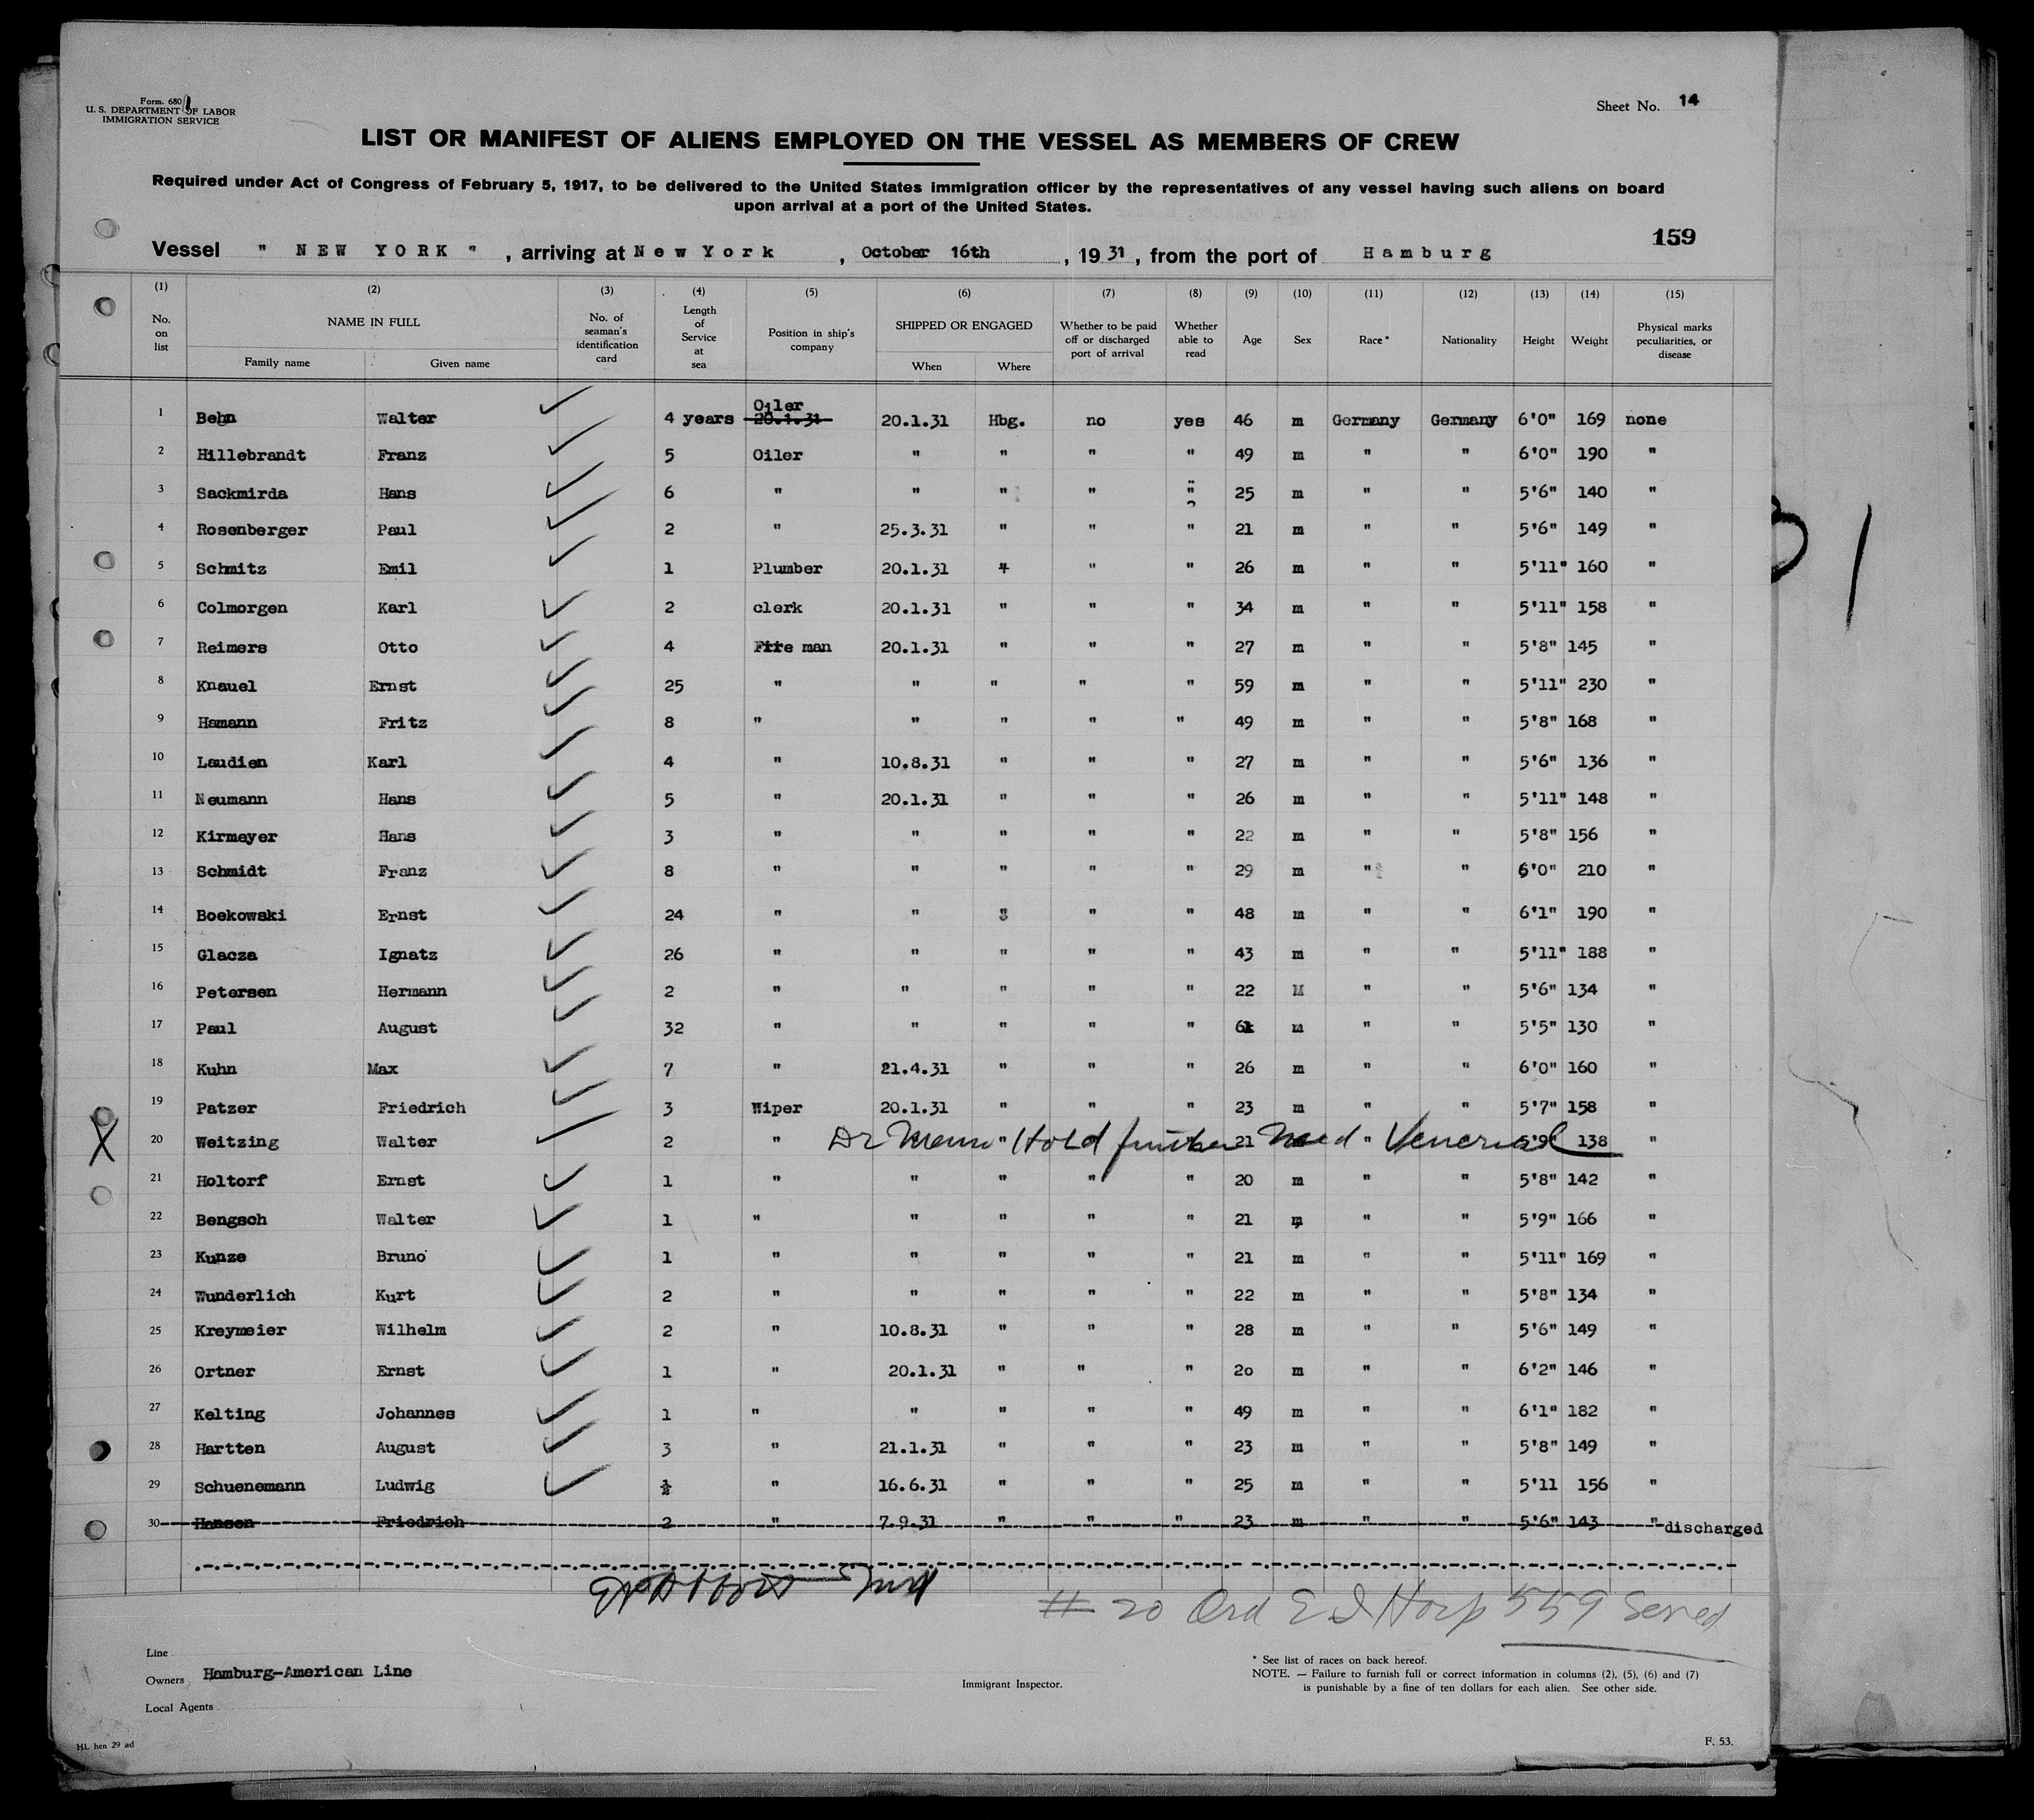 Form. 680
U. S. DEPARTMENT OF LABOR
IMMIGRATION SERVICE
Sheet No. 14
LIST OR MANIFEST OF ALIENS EMPLOYED ON THE VESSEL AS MEMBERS OF CREW
Required under Act of Congress of February 5, 1917, to be delivered to the United States immigration officer by the representatives of any vessel having such aliens on board
upon arrival at a port of the United States.
159
Vessel " NEW YORK " , arriving at New York , October 16th , 19 31 , from the port of Hamburg
(1) (2) (3) (4) (5) (6) (7) (8) (9) (10) (11) (12) (13) (14) (15)
No. on list NAME IN FULL Family name Given name No. of seaman's identification card Length of Service at sea Position in ship's company SHIPPED OR ENGAGED When Where Whether to be paid off or discharged port of arrival Whether able to read Age Sex Race* Nationality Height Weight Physical marks peculiarities, or disease
Oiler
1 Behn Walter 4 years 20.1.31 20.1.31 Hbg. no yes 46 m Germany Germany 6'0" 169 none
2 Hillebrandt Franz 5 Oiler " " " " 49 m " " 6'0" 190 "
3 Sackmirda Hans 6 " " " " " 25 m " " 5'6" 140 "
4 Rosenberger Paul 2 " 25.3.31 " " " 21 m " " 5'6" 149 "
5 Schmitz Emil 1 Plumber 20.1.31 " " " 26 m " " 5'11" 160 "
6 Colmorgen Karl 2 clerk 20.1.31 " " " 34 m " " 5'11" 158 "
7 Reimers Otto 4 Fire man 20.1.31 " " " 27 m " " 5'8" 145 "
8 Knauel Ernst 25 " " " " " 59 m " " 5'11" 230 "
9 Hamann Fritz 8 " " " " " 49 m " " 5'8" 168 "
10 Laudien Karl 4 " 10.8.31 " " " 27 m " " 5'6" 136 "
11 Neumann Hans 5 " 20.1.31 " " " 26 m " " 5'11" 148 "
12 Kirmeyer Hans 3 " " " " " 22 m " " 5'8" 156 "
13 Schmidt Franz 8 " " " " " 29 m " " 6'0" 210 "
14 Boekowski Ernst 24 " " " " " 48 m " " 6'1" 190 "
15 Glacza Ignatz 26 " " " " " 43 m " " 5'11" 188 "
16 Petersen Hermann 2 " " " " " 22 M " " 5'6" 134 "
17 Paul August 32 " " " " " m " " 5'5" 130 "
18 Kuhn Max 7 " 21.4.31 " " " 26 m " " 6'0" 160 "
19 Patzer Friedrich 3 Wiper 20.1.31 " " " 23 m " " 5'7" 158 "
X 20 Weitzing Walter 2 " " 21 " 5'9" 138 "
Dr Hold further Venereal
21 Holtorf Ernst 1 " " " " " 20 m " " 5'8" 142 "
22 Bengsch Walter 1 " " " " " 21 m " " 5'9" 166 "
23 Kunze Bruno 1 " " " " " 21 m " " 5'11" 169 "
24 Wunderlich Kurt 2 " " " " " 22 m " " 5'8" 134 "
25 Kreymeier Wilhelm 2 " 10.8.31 " " " 28 m " " 5'6" 149 "
26 Ortner Ernst 1 " 20.1.31 " " " 20 m " " 6'2" 146 "
27 Kelting Johannes 1 " " " " " 49 m " " 6'1" 182 "
28 Hartten August 3 " 21.1.31 " " " 23 m " " 5'8" 149 "
29 Schuenemann Ludwig ½ " 16.6.31 " " " 25 m " " 5'11 156 "
30 Hansen Friedrich 2 " 7.9.31 " " " 23 m " " 5'6" 143 " discharged
# 20 Ord E I Hosp 559 Served
Line
Owners Hamburg-American Line
Local Agents
Immigrant Inspector.
* See list of races on back hereof.
NOTE. — Failure to furnish full or correct information in columns (2), (5), (6) and (7)
is punishable by a fine of ten dollars for each alien. See other side.
HL hen 29 ad
F. 53.